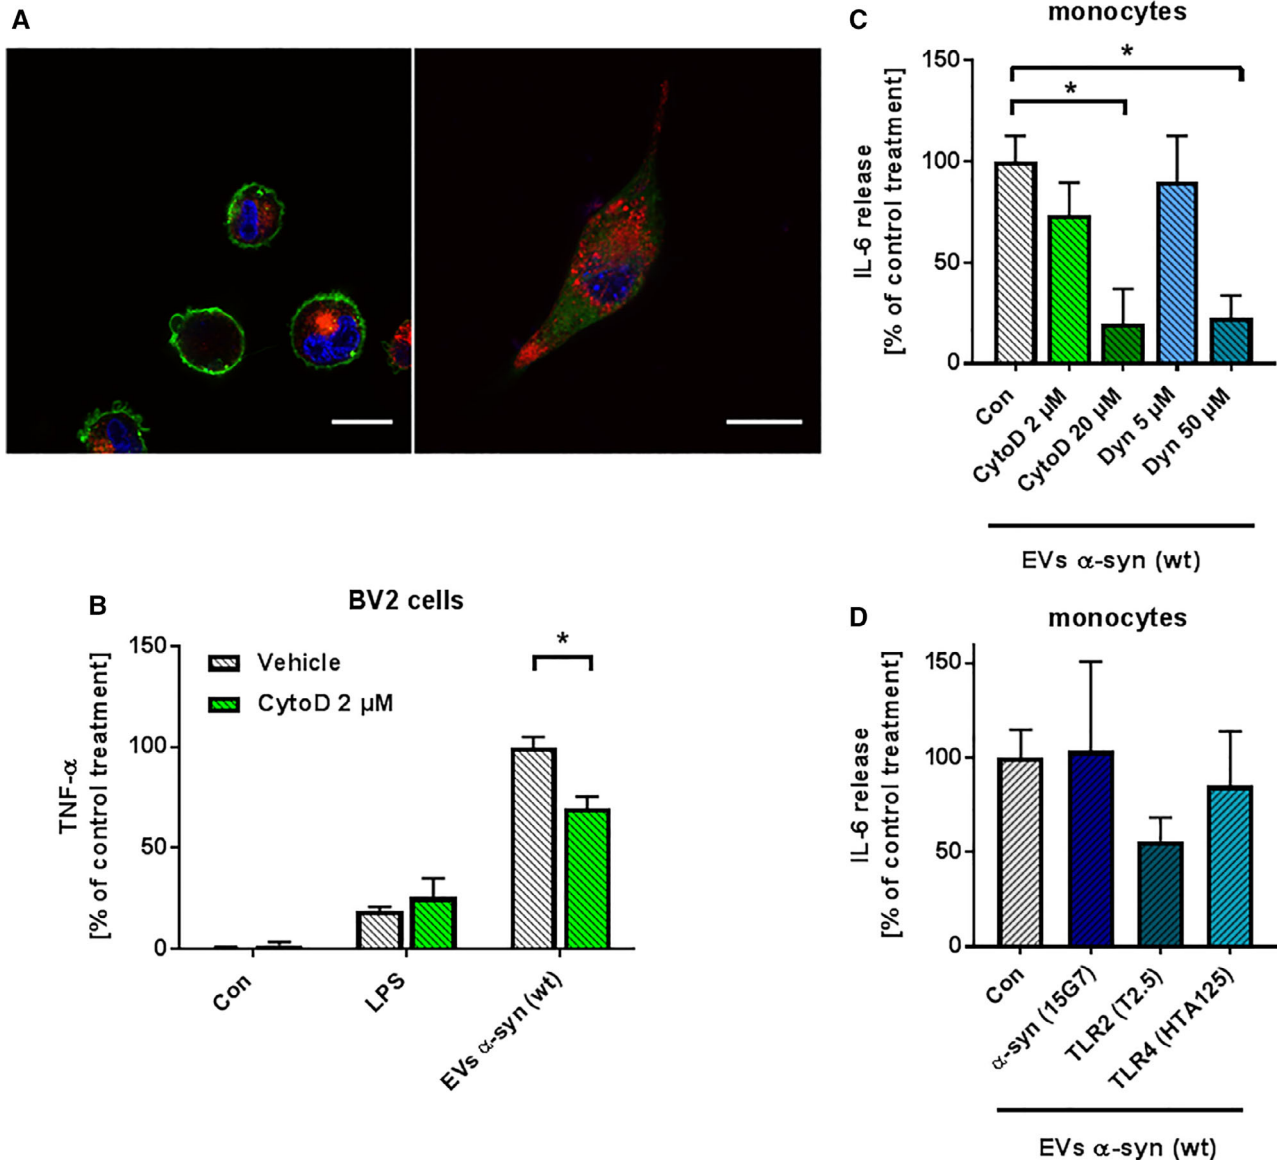 A
B
BV2 cells
TNF-α
[% of control treatment]
150
100
50
0
Vehicle
CytoD 2 µM
*
Con
LPS
EVs α-syn (wt)
C
monocytes
IL-6 release
[% of control treatment]
150
100
50
0
*
*
Con
CytoD 2 µM
CytoD 20 µM
Dyn 5 µM
Dyn 50 µM
EVs α-syn (wt)
D
monocytes
IL-6 release
[% of control treatment]
150
100
50
0
Con
α-syn (15G7)
TLR2 (T2.5)
TLR4 (HTA125)
EVs α-syn (wt)